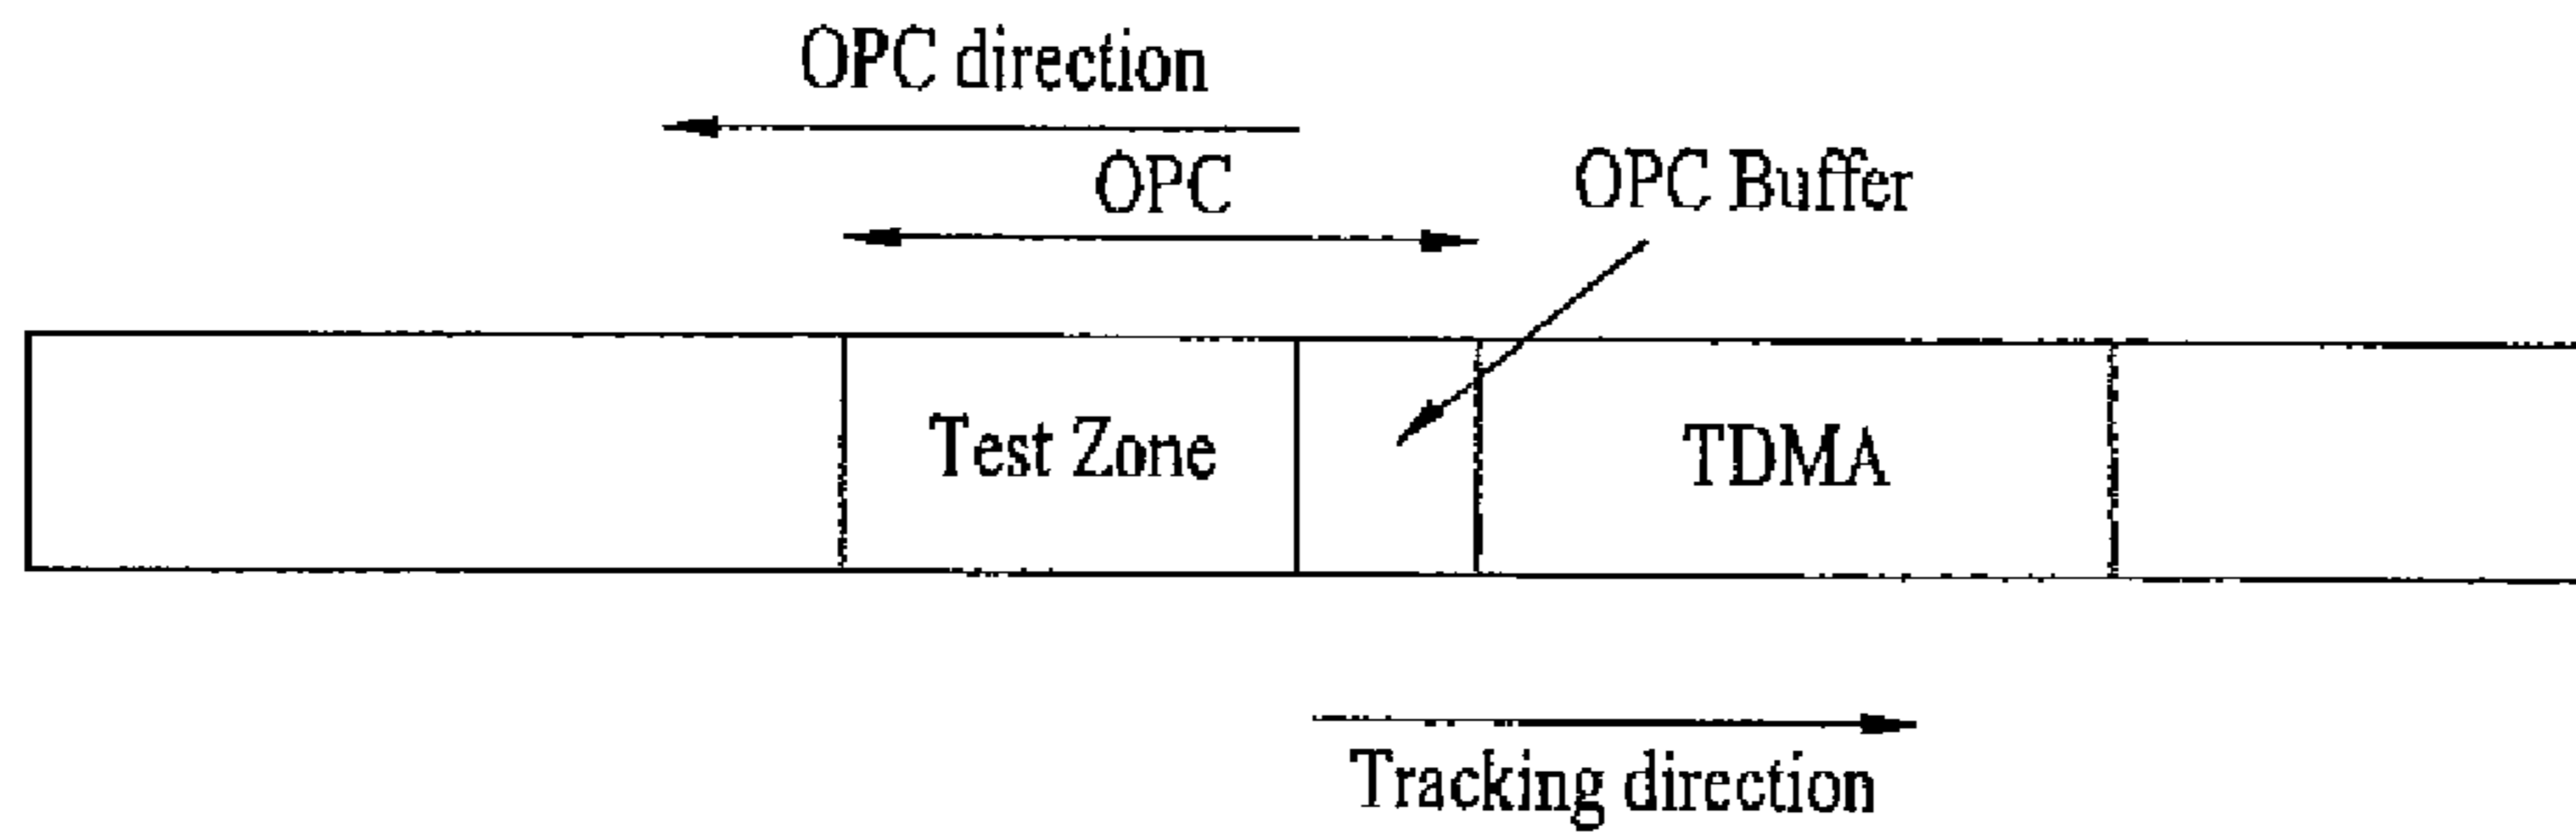 OPC direction
OPC
OPC Buffer
Test Zone
TDMA
Tracking direction